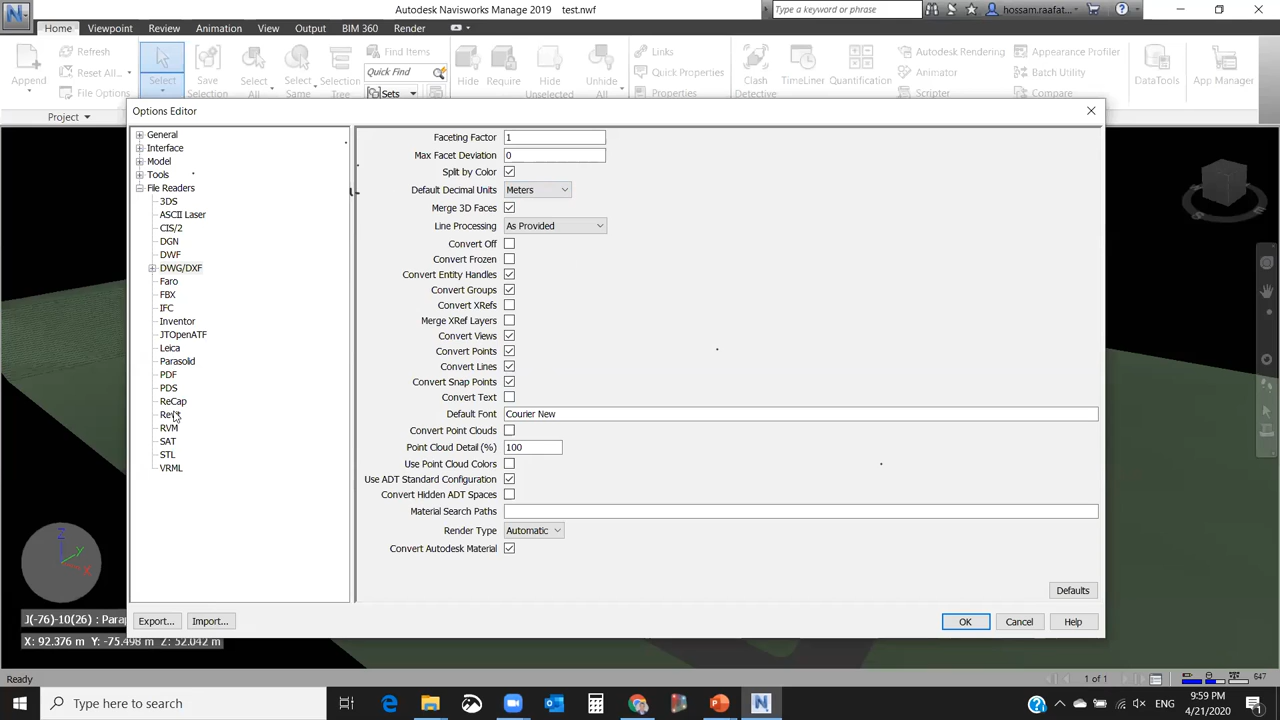 Autodesk Navisworks Manage 2019 test.nwf
Type a keyword or phrase
hossam.raafat...
Home Viewpoint Review Animation View Output BIM 360 Render
Append
Refresh
Reset All...
File Options
Project
Select
Save
Selection
Select
All
Select
Same
Selection
Tree
Find Items
Quick Find
Sets
Hide
Require
Hide
Unselected
Unhide
All
Links
Quick Properties
Properties
Clash
Detective
TimeLiner
Quantification
Autodesk Rendering
Animator
Scripter
Appearance Profiler
Batch Utility
Compare
DataTools
App Manager
Options Editor
General
Interface
Model
Tools
File Readers
3DS
ASCII Laser
CIS/2
DGN
DWF
DWG/DXF
Faro
FBX
IFC
Inventor
JTOpenATF
Leica
Parasolid
PDF
PDS
ReCap
Revit
RVM
SAT
STL
VRML
Faceting Factor 1
Max Facet Deviation 0
Split by Color
Default Decimal Units Meters
Merge 3D Faces
Line Processing As Provided
Convert Off
Convert Frozen
Convert Entity Handles
Convert Groups
Convert XRefs
Merge XRef Layers
Convert Views
Convert Points
Convert Lines
Convert Snap Points
Convert Text
Default Font Courier New
Convert Point Clouds
Point Cloud Detail (%) 100
Use Point Cloud Colors
Use ADT Standard Configuration
Convert Hidden ADT Spaces
Material Search Paths
Render Type Automatic
Convert Autodesk Material
Defaults
Export... Import... OK Cancel Help
Z
Y
X
J(-76)-10(26) : Parap
X: 92.376 m Y: -75.498 m Z: 52.042 m
Ready
1 of 1
647
Type here to search
ENG
9:59 PM
4/21/2020